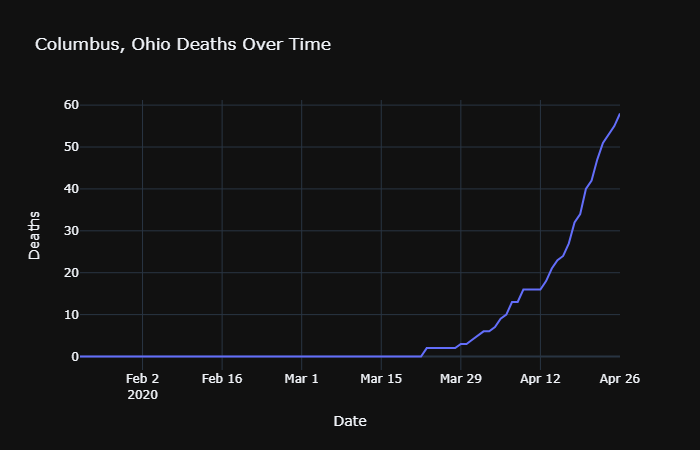 Columbus, Ohio Deaths Over Time
60
50
40
30
20
10
0
Deaths
Feb 2
2020
Feb 16
Mar 1
Mar 15
Mar 29
Apr 12
Apr 26
Date